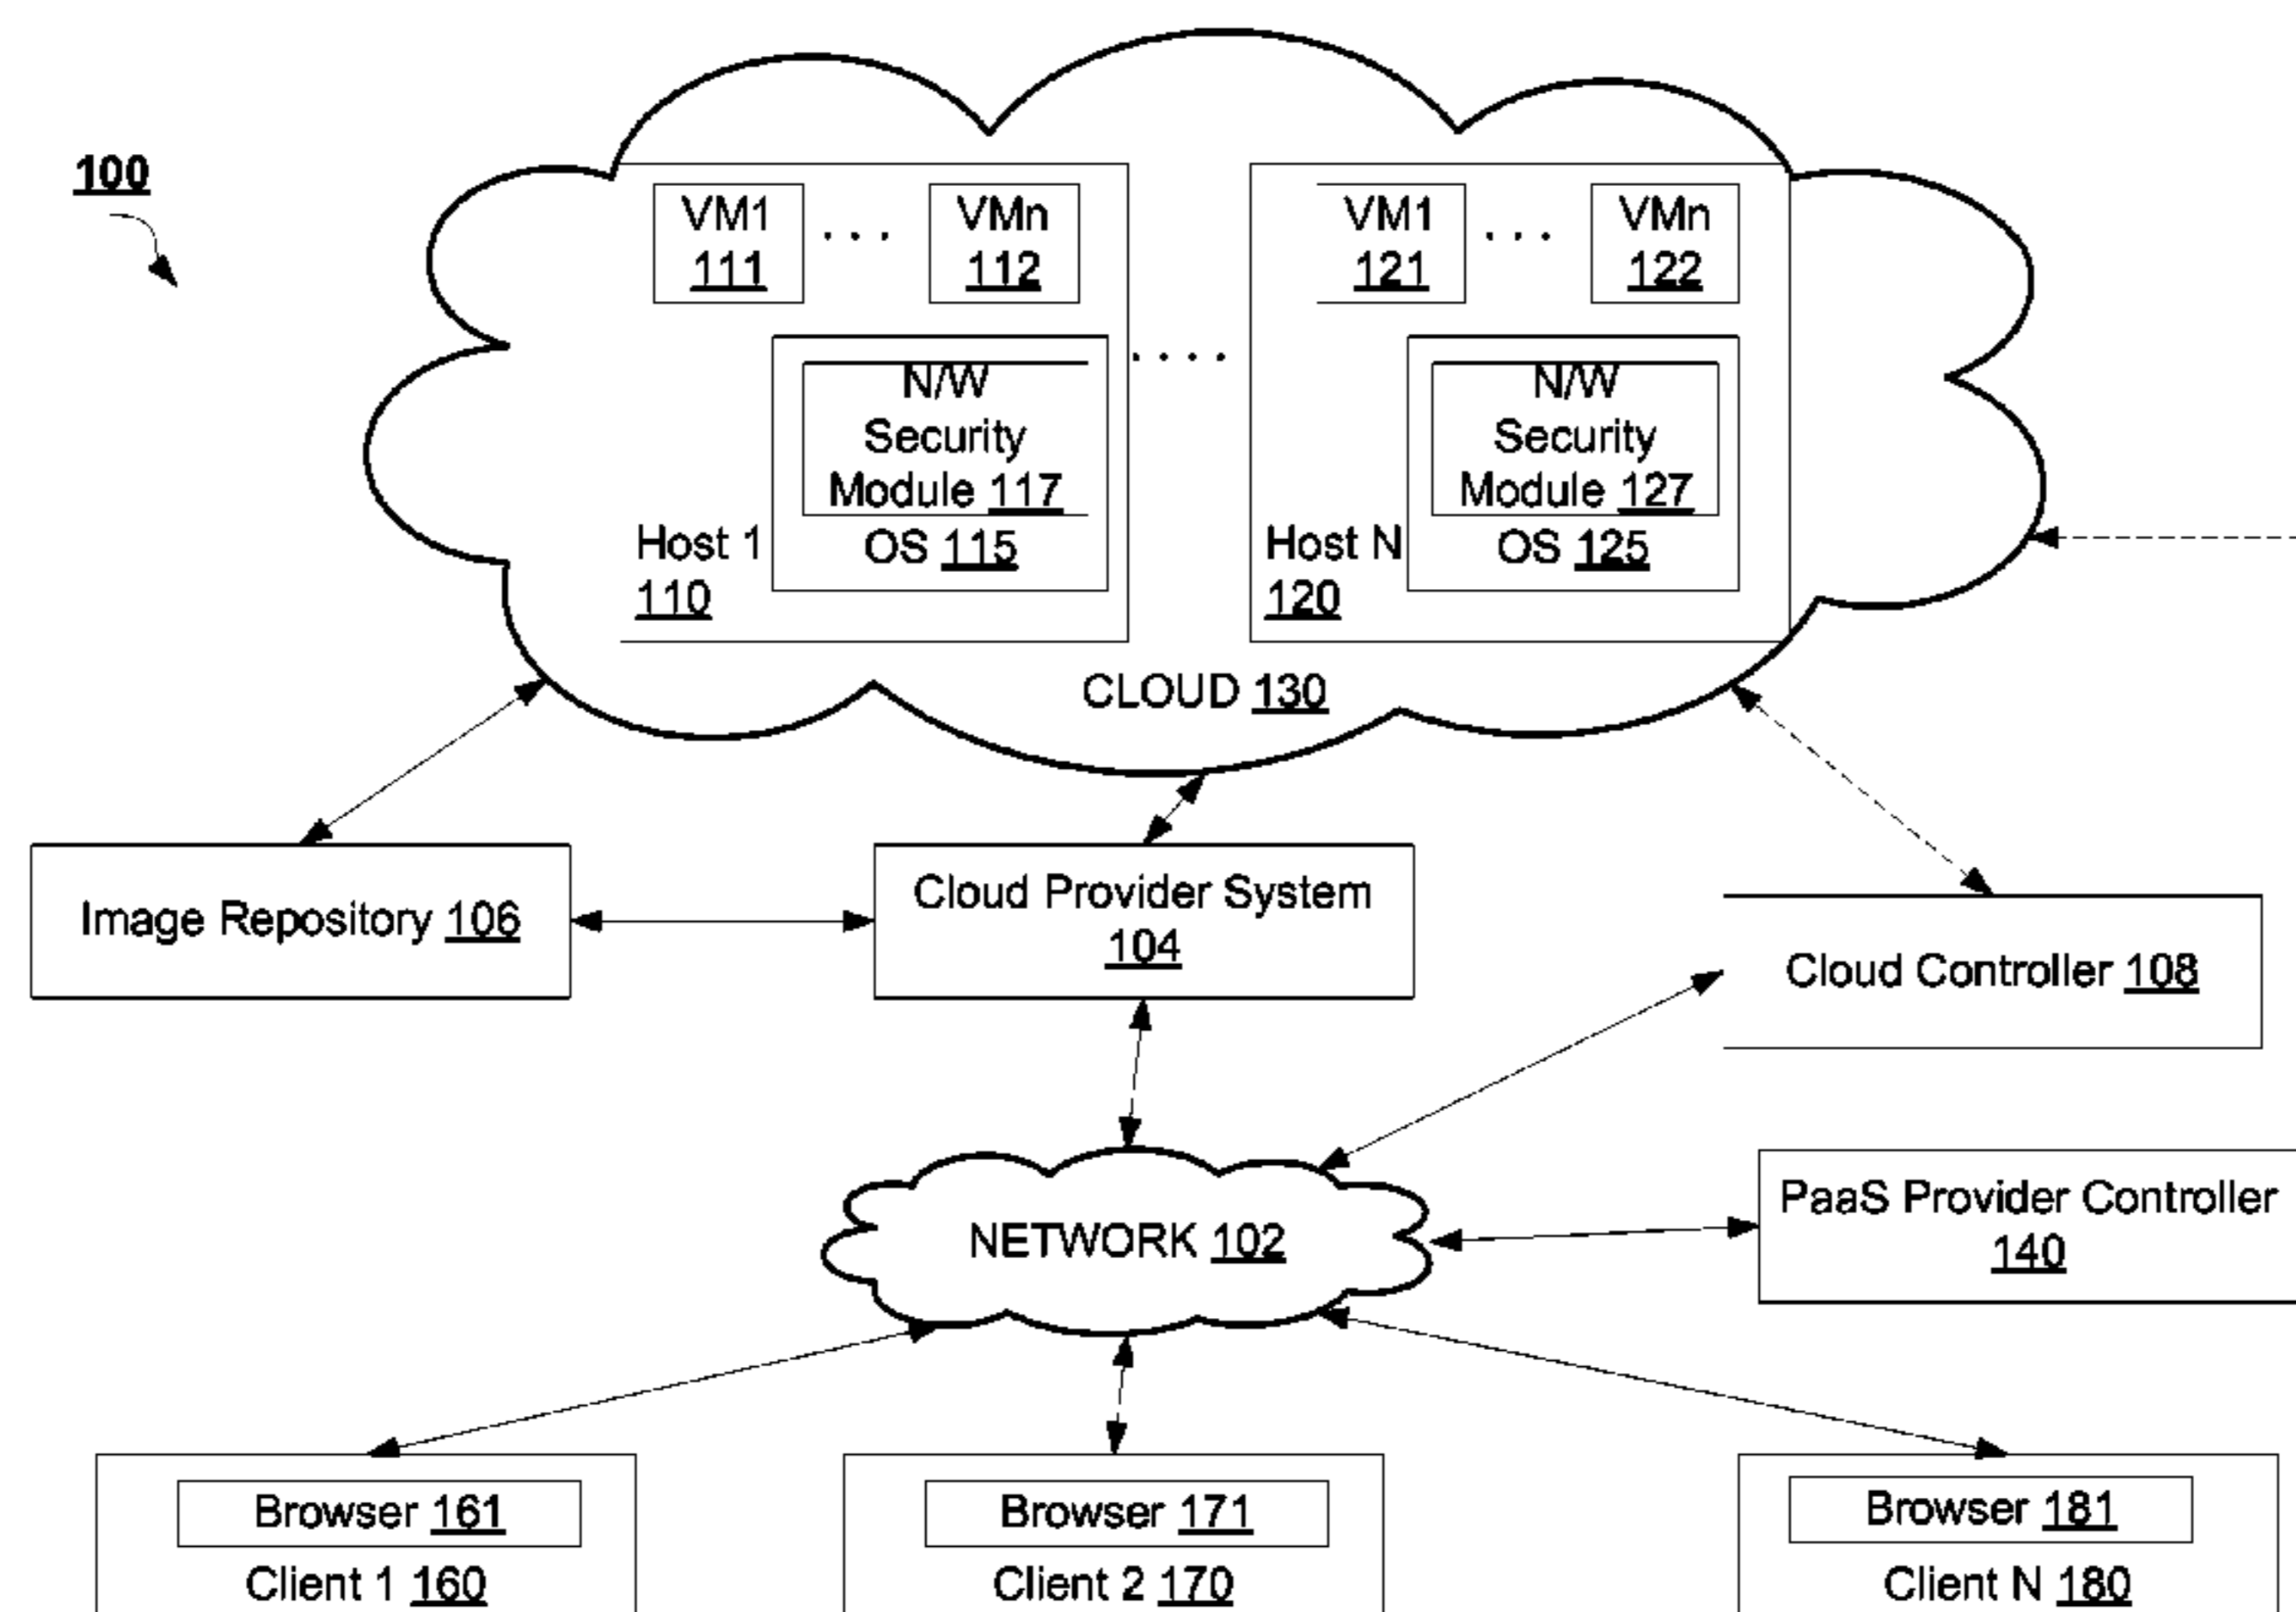 100
VM1
111
. . .
VMn
112
VM1
121
. . .
VMn
122
. . . .
N/W
Security
Module 117
OS 115
Host 1
110
N/W
Security
Module 127
OS 125
Host N
120
CLOUD 130
Image Repository 106
Cloud Provider System
104
Cloud Controller 108
NETWORK 102
PaaS Provider Controller
140
Browser 161
Client 1 160
Browser 171
Client 2 170
Browser 181
Client N 180